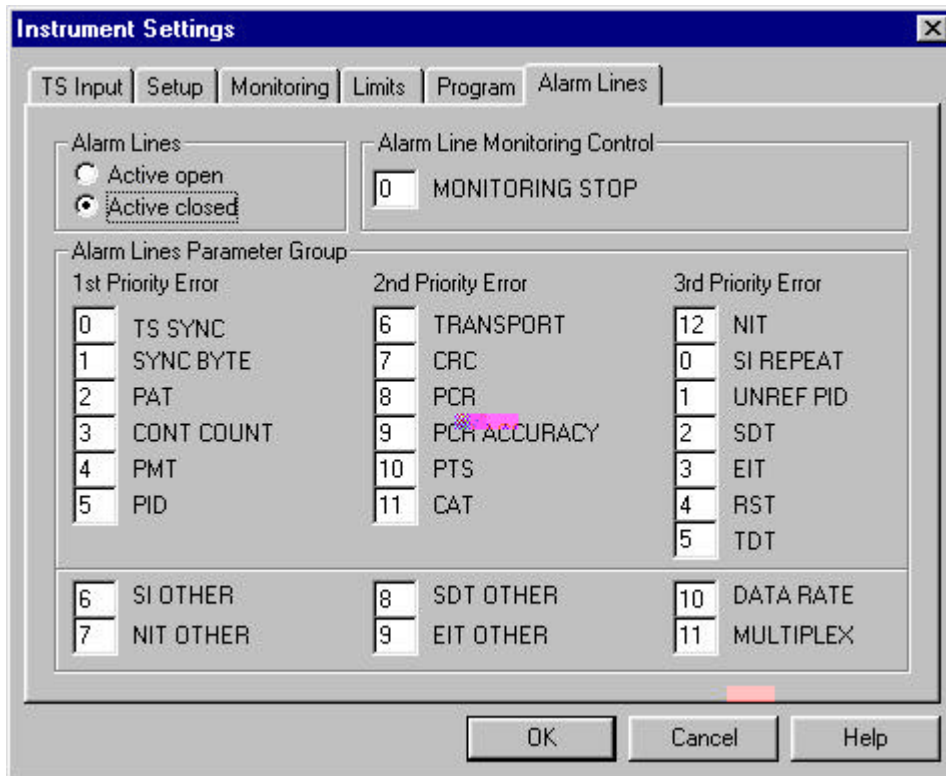 Instrument Settings
TS Input Setup Monitoring Limits Program Alarm Lines
Alarm Lines
Active open
Active closed
Alarm Line Monitoring Control
0 MONITORING STOP
Alarm Lines Parameter Group
1st Priority Error
0 TS SYNC
1 SYNC BYTE
2 PAT
3 CONT COUNT
4 PMT
5 PID
2nd Priority Error
6 TRANSPORT
7 CRC
8 PCR
9 PCR ACCURACY
10 PTS
11 CAT
3rd Priority Error
12 NIT
0 SI REPEAT
1 UNREF PID
2 SDT
3 EIT
4 RST
5 TDT
6 SI OTHER
7 NIT OTHER
8 SDT OTHER
9 EIT OTHER
10 DATA RATE
11 MULTIPLEX
OK Cancel Help